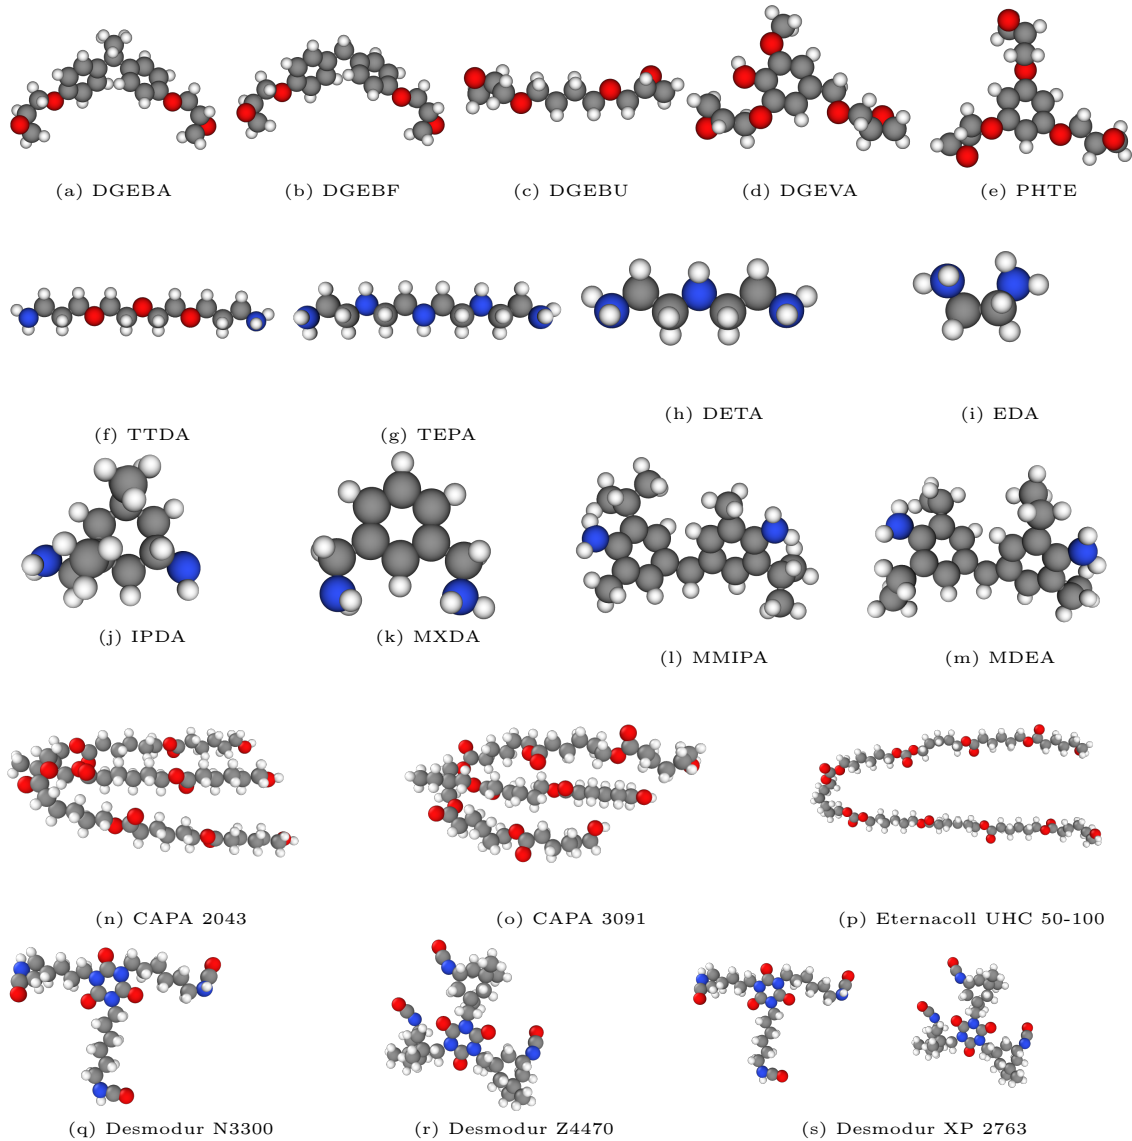 (a) DGEBA
(b) DGEBF
(c) DGEBU
(d) DGEVA
(e) PHTE
(f) TTDA
(g) TEPA
(h) DETA
(i) EDA
(j) IPDA
(k) MXDA
(l) MMIPA
(m) MDEA
(n) CAPA 2043
(o) CAPA 3091
(p) Eternacoll UHC 50-100
(q) Desmodur N3300
(r) Desmodur Z4470
(s) Desmodur XP 2763